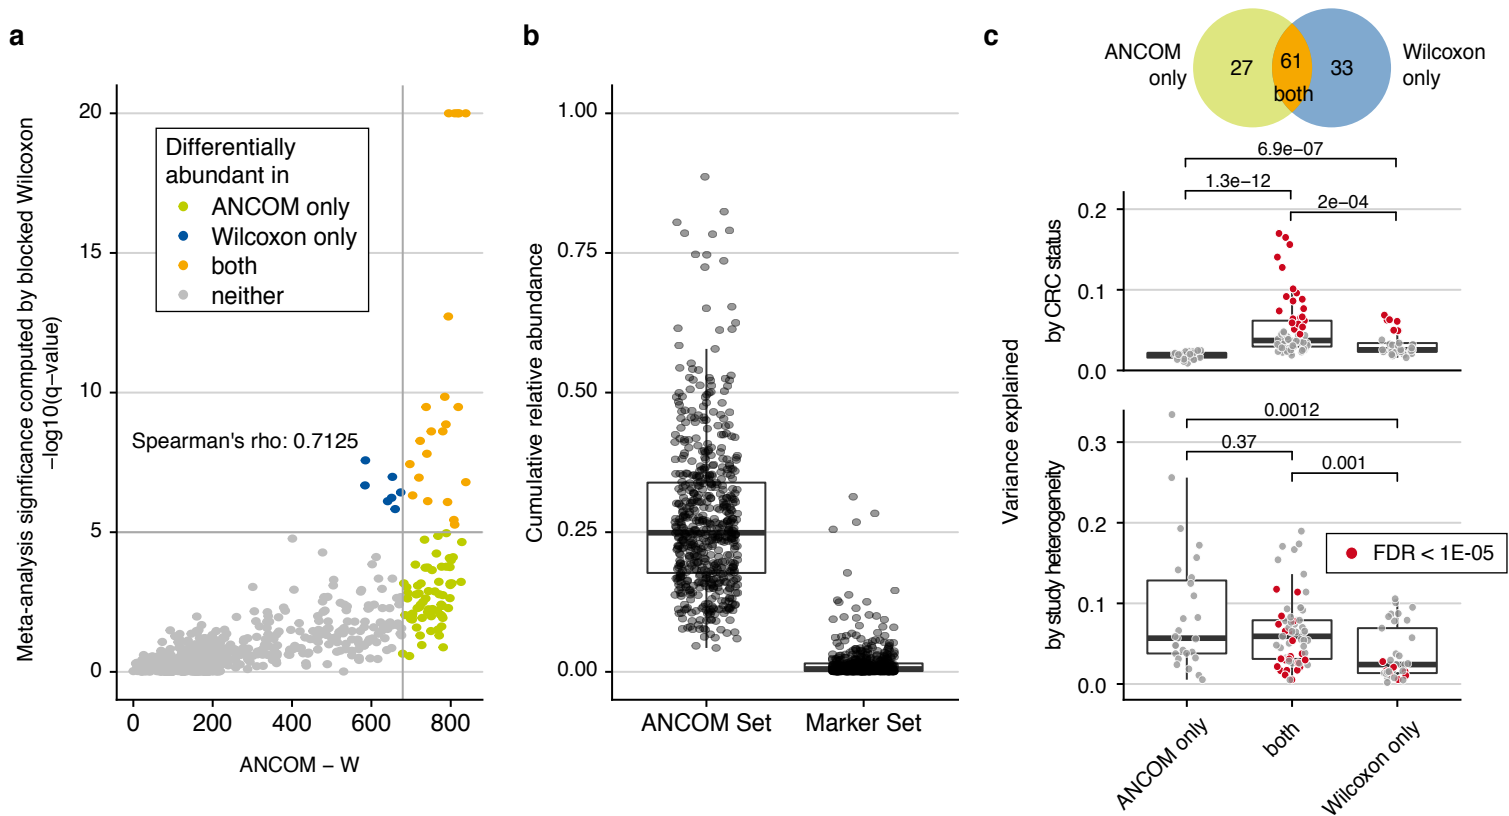 a
Meta-analysis signficance computed by blocked Wilcoxon
−log10(q−value)
20
15
10
5
0
Differentially
abundant in
ANCOM only
Wilcoxon only
both
neither
Spearman's rho: 0.7125
0 200 400 600 800
ANCOM − W
b
Cumulative relative abundance
1.00
0.75
0.50
0.25
0.00
ANCOM Set Marker Set
c
ANCOM
only
27
61
both
33
Wilcoxon
only
Variance explained
by CRC status
6.9e−07
1.3e−12
2e−04
0.2
0.1
0.0
by study heterogeneity
0.0012
0.37
0.001
0.3
0.2
0.1
0.0
FDR < 1E-05
ANCOM only
both
Wilcoxon only